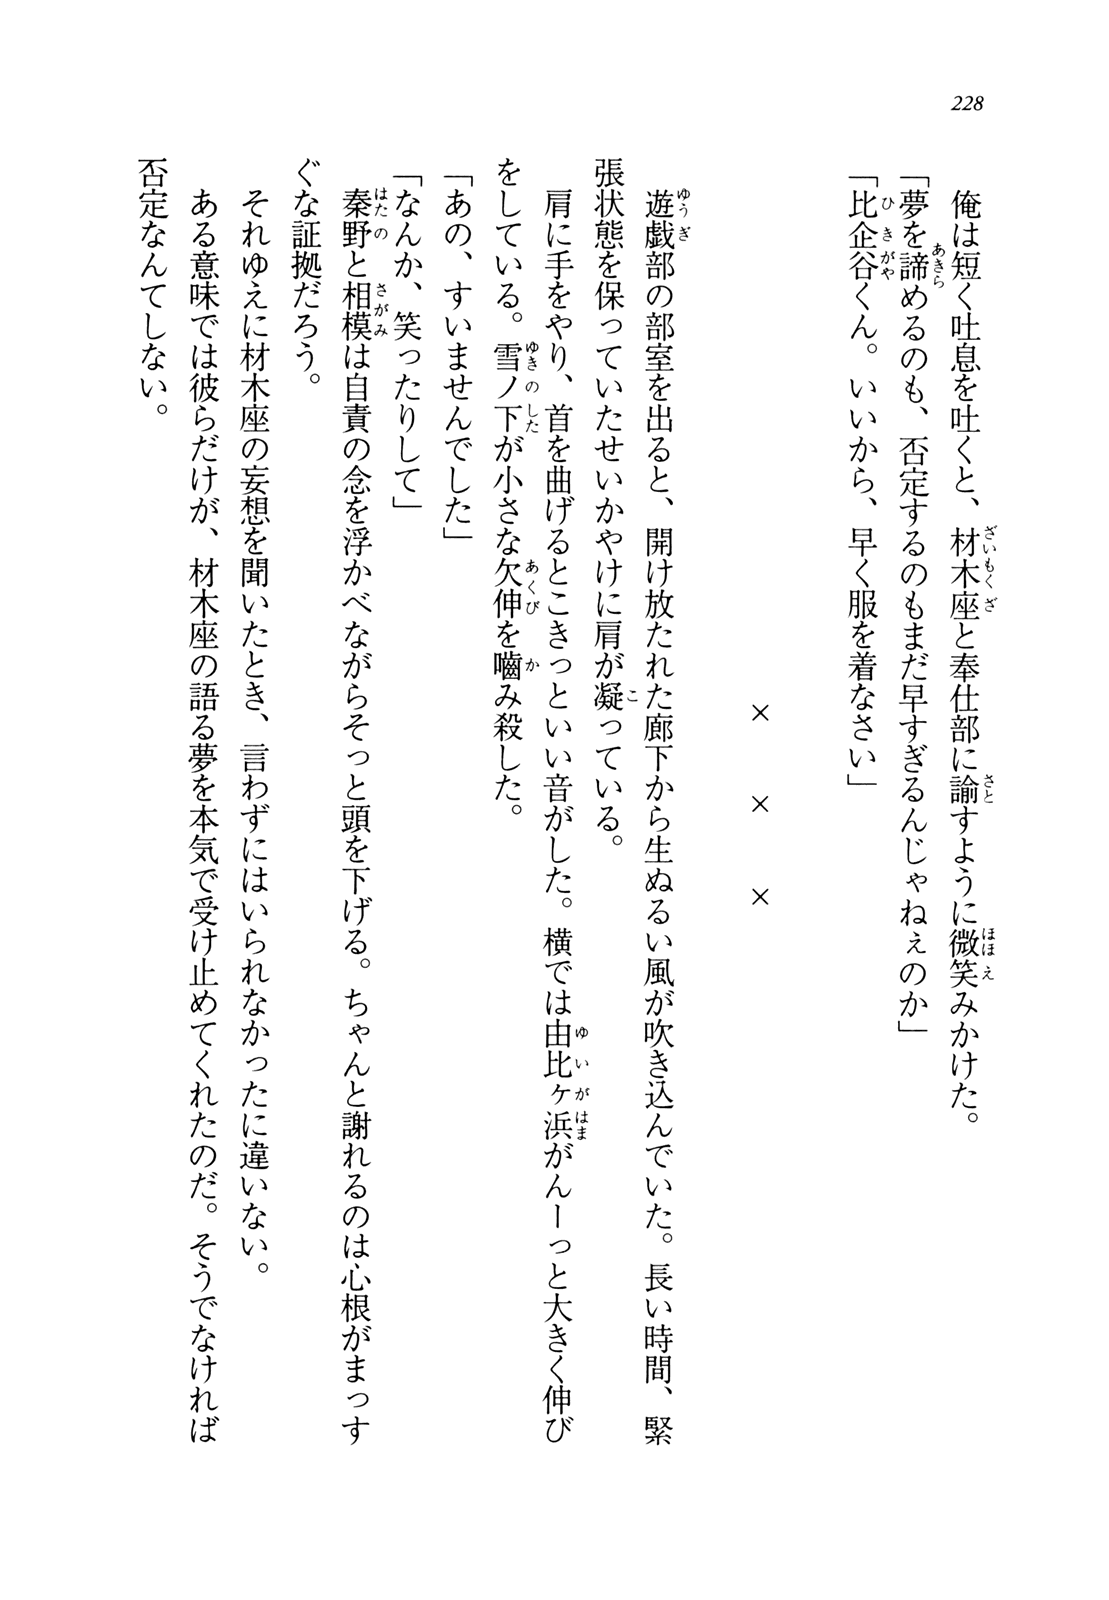 228
俺は短く吐息を吐くと、材木座と奉仕部に諭すように微笑みかけた。
「夢を諦めるのも、否定するのもまだ早すぎるんじゃねぇのか」
「比企谷くん。いいから、早く服を着なさい」
× × ×
遊戯部の部室を出ると、開け放たれた廊下から生ぬるい風が吹き込んでいた。長い時間、緊
張状態を保っていたせいかやけに肩が凝っている。
肩に手をやり、首を曲げるとこきっといい音がした。横では由比ヶ浜がんーっと大きく伸び
をしている。雪ノ下が小さな欠伸を嚙み殺した。
「あの、すいませんでした」
「なんか、笑ったりして」
秦野と相模は自責の念を浮かべながらそっと頭を下げる。ちゃんと謝れるのは心根がまっす
ぐな証拠だろう。
それゆえに材木座の妄想を聞いたとき、言わずにはいられなかったに違いない。
ある意味では彼らだけが、材木座の語る夢を本気で受け止めてくれたのだ。そうでなければ
否定なんてしない。